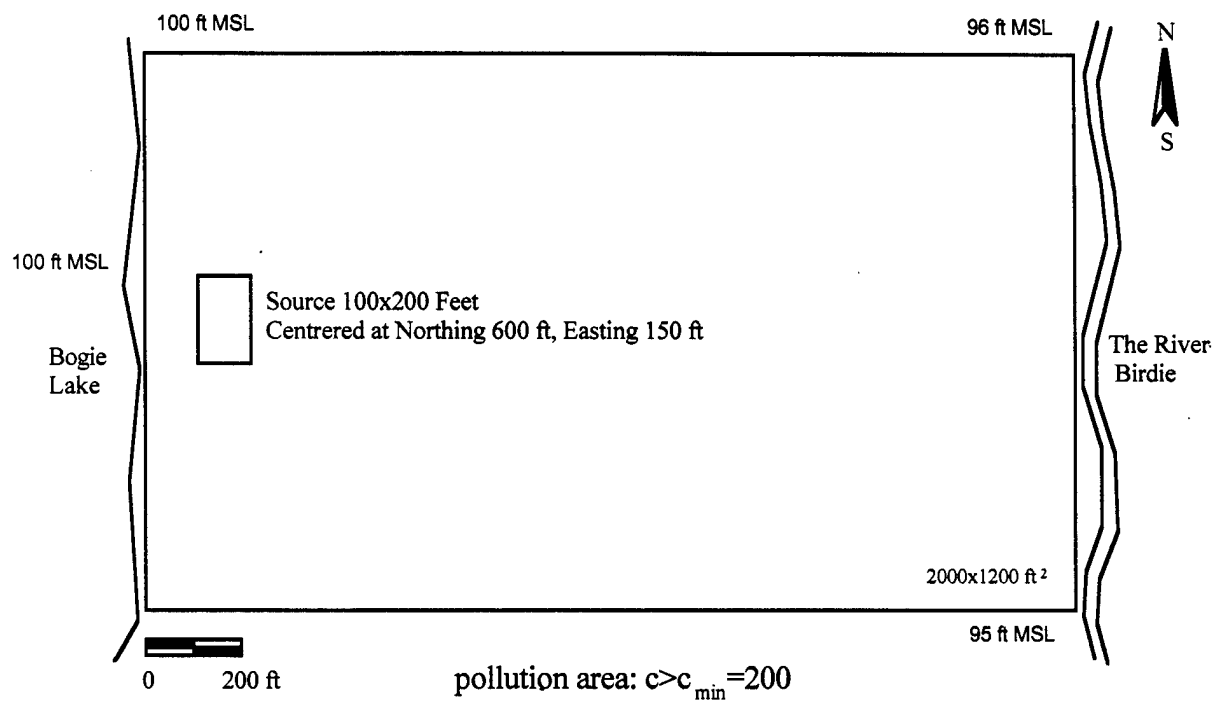 100 ft MSL
96 ft MSL
N
S
100 ft MSL
Source 100x200 Feet
Centrered at Northing 600 ft, Easting 150 ft
Bogie
Lake
The River
Birdie
2000x1200 ft²
95 ft MSL
0 200 ft
pollution area: c>c_min=200